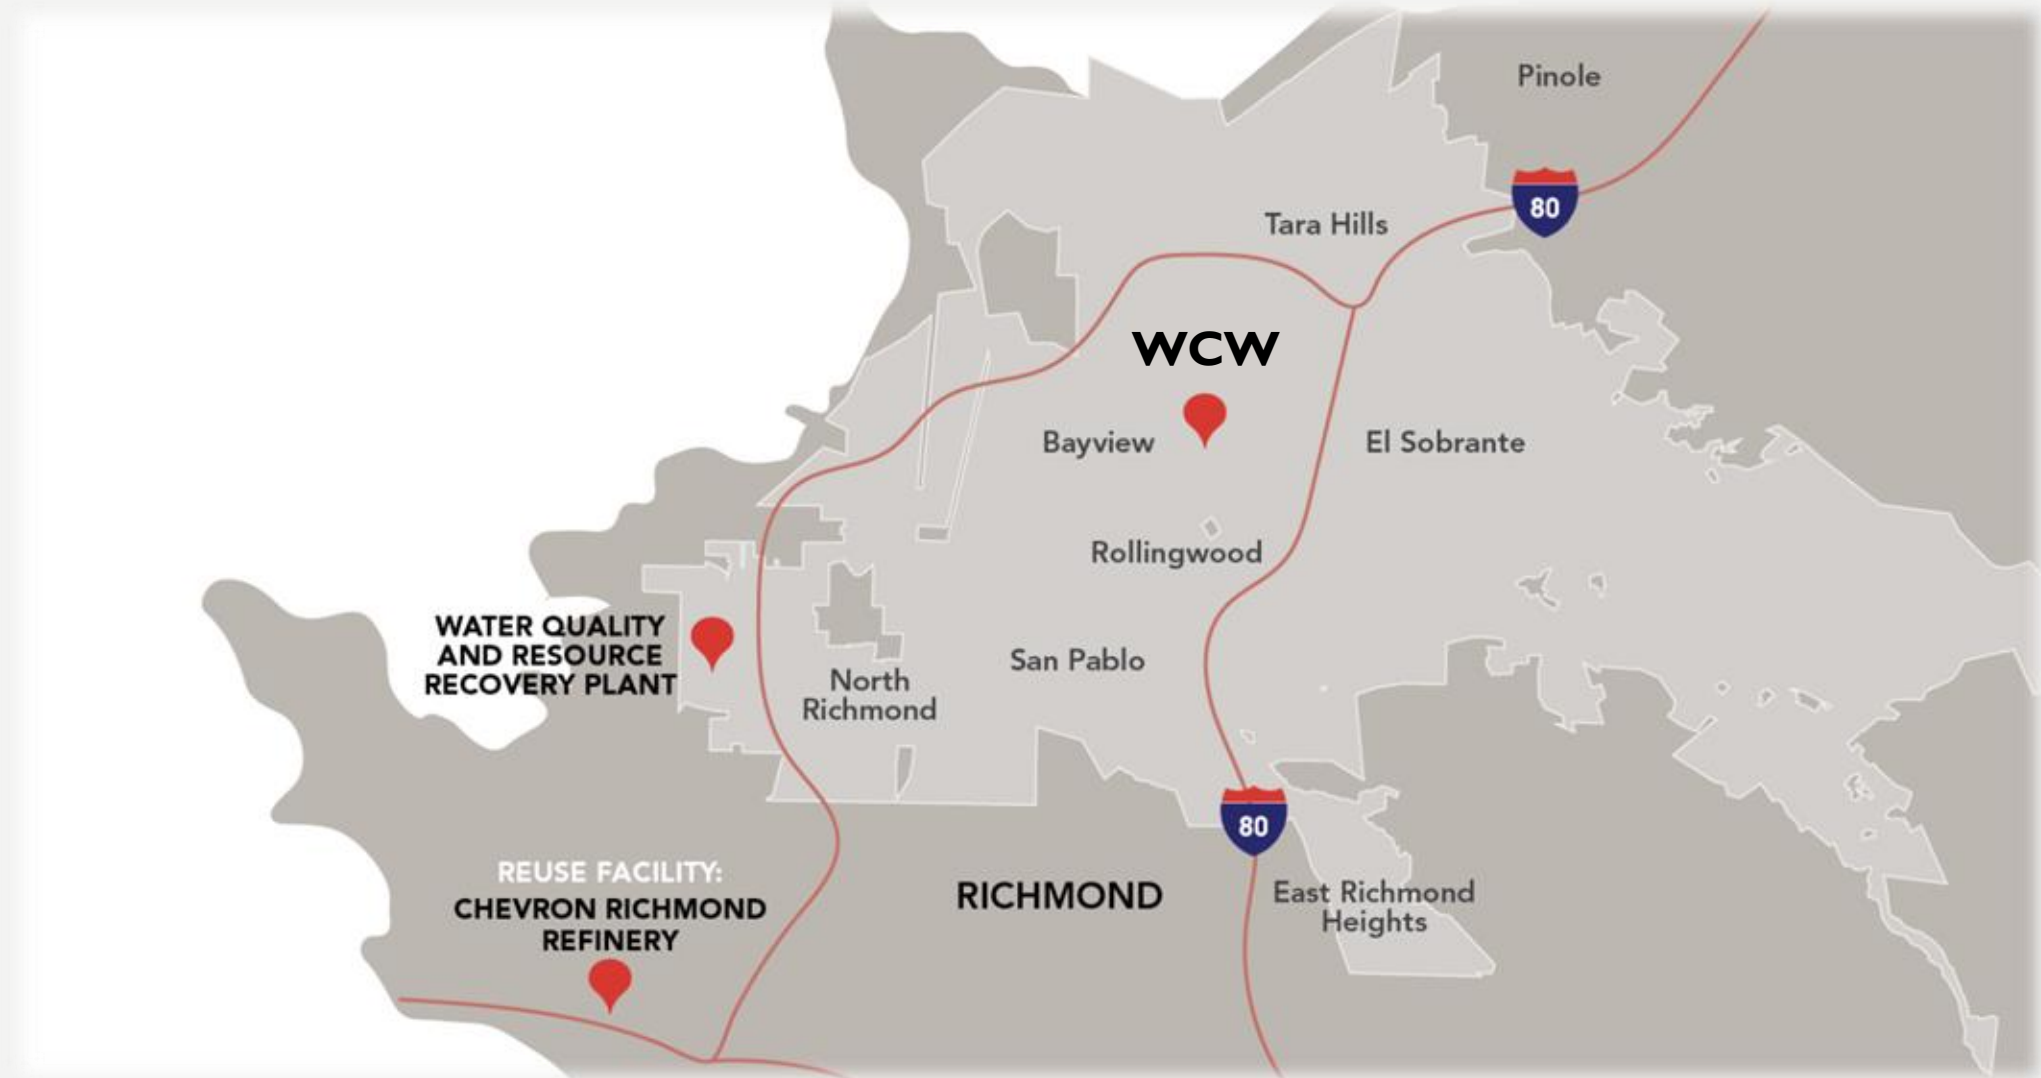 Pinole
80
Tara Hills
WCW
Bayview
El Sobrante
Rollingwood
WATER QUALITY
AND RESOURCE
RECOVERY PLANT
San Pablo
North
Richmond
80
REUSE FACILITY:
CHEVRON RICHMOND
REFINERY
RICHMOND
East Richmond
Heights